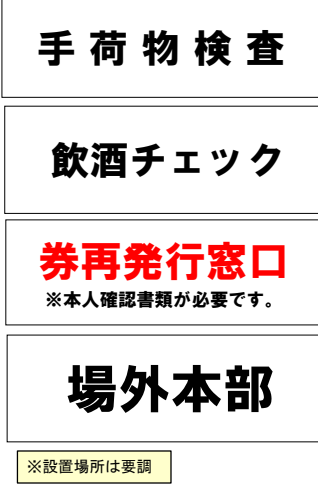 手荷物検査
飲酒チェック
券再発行窓口
※本人確認書類が必要です。
場外本部
※設置場所は要調